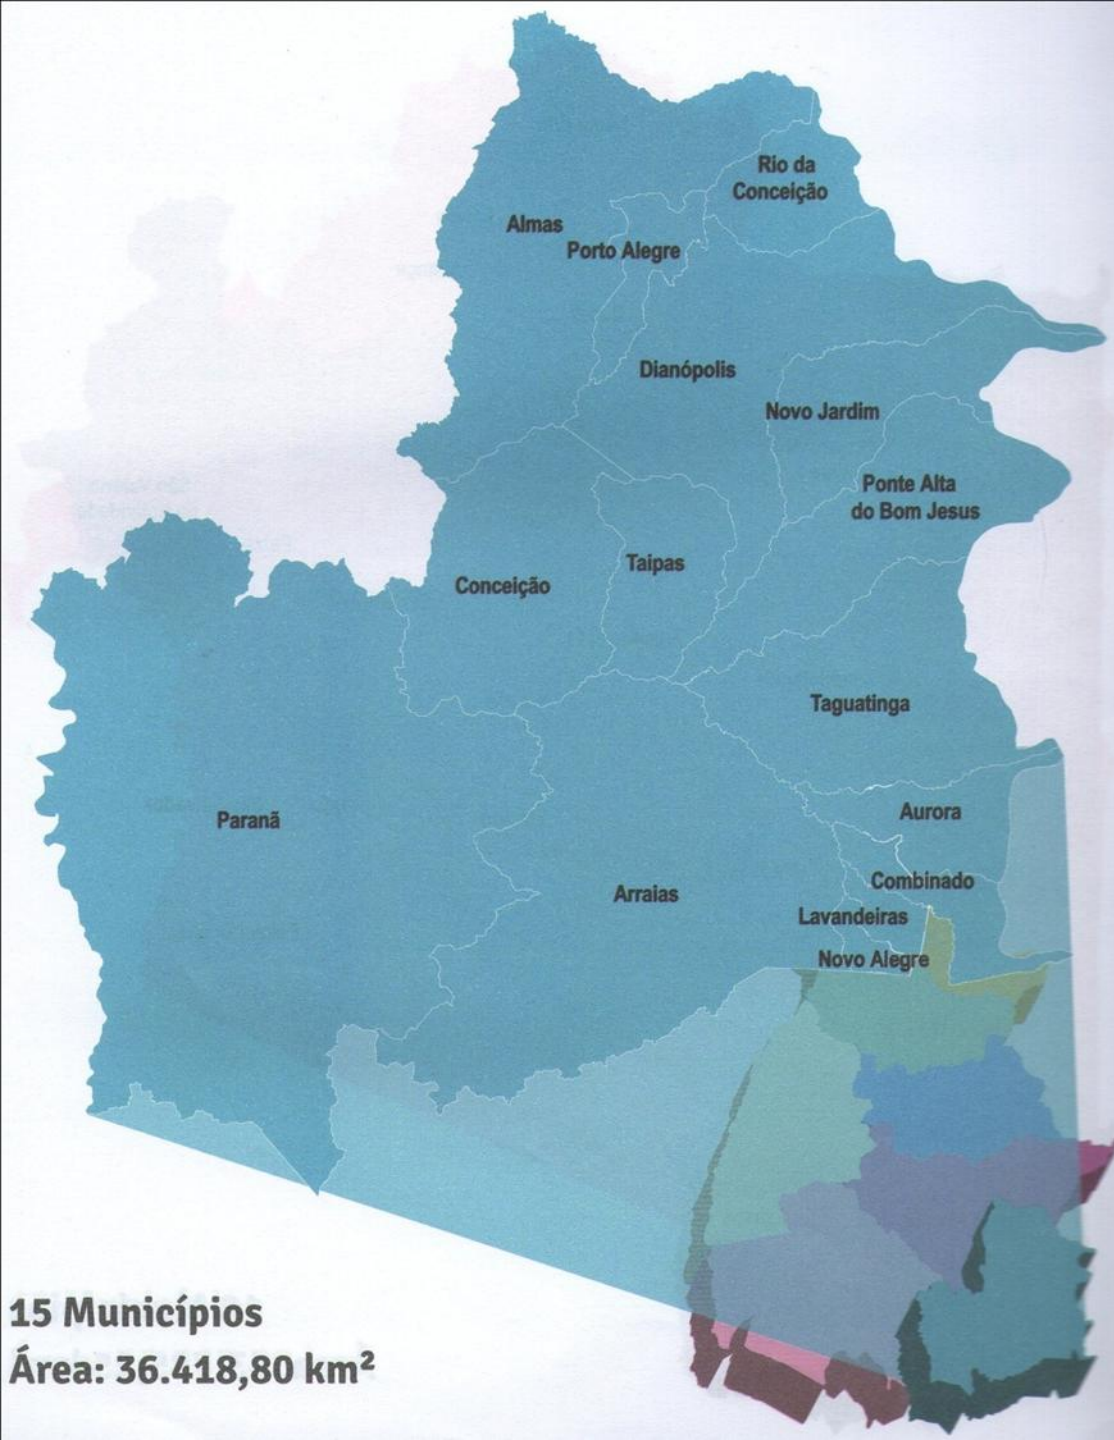 Rio da
Conceição
Almas
Porto Alegre
Dianópolis
Novo Jardim
Ponte Alta
do Bom Jesus
Taipas
Conceição
Taguatinga
Aurora
Paranã
Combinado
Arraias
Lavandeiras
Novo Alegre
15 Municípios
Área: 36.418,80 km²